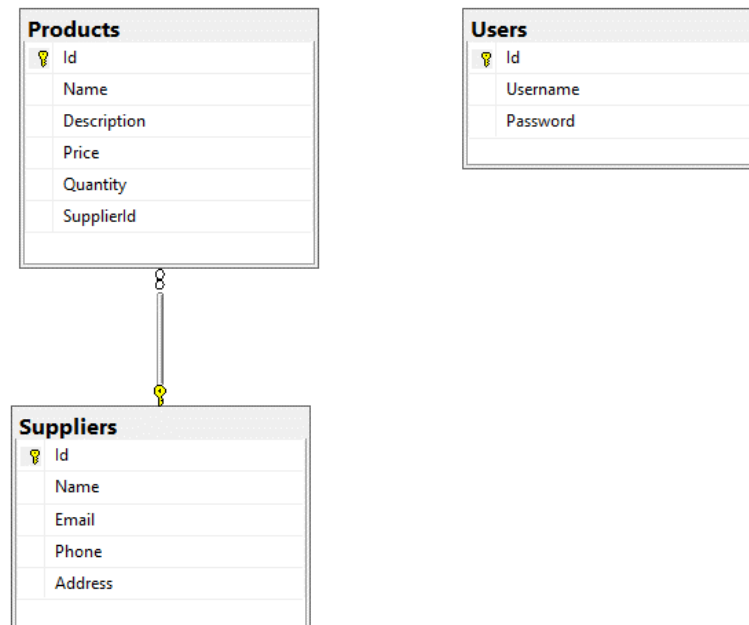 Products
Id
Name
Description
Price
Quantity
SupplierId
Users
Id
Username
Password
Suppliers
Id
Name
Email
Phone
Address